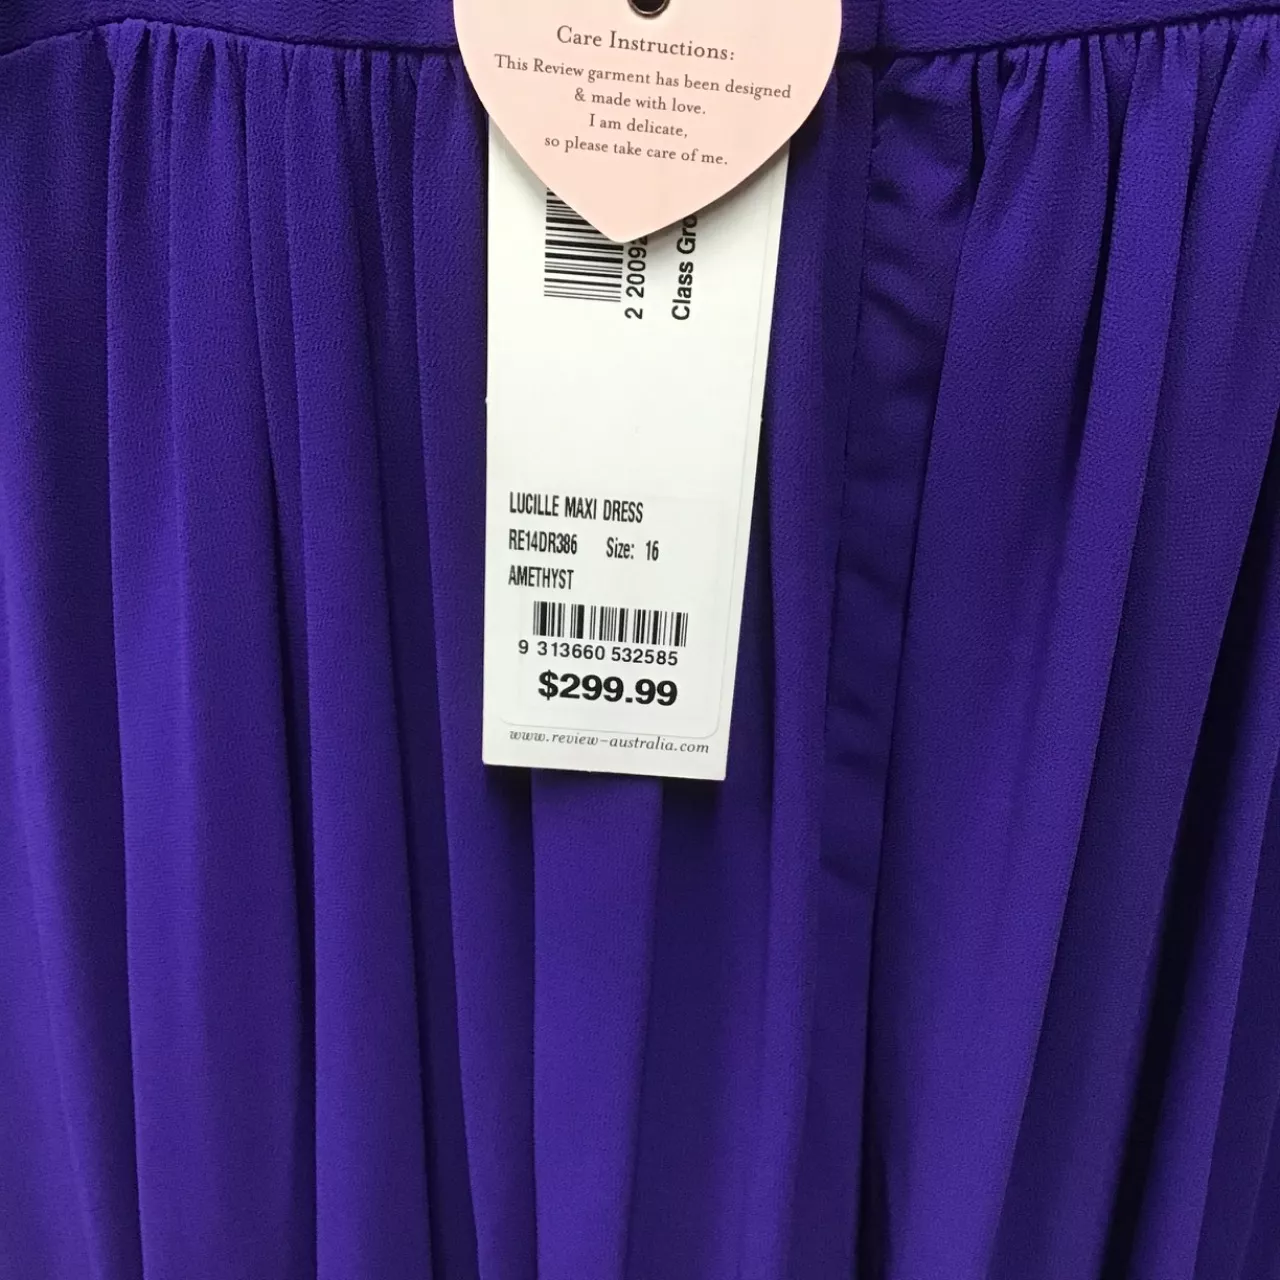 Care Instructions:
This Review garment has been designed
& made with love.
I am delicate,
so please take care of me.
2 2009
Class Gro
LUCILLE MAXI DRESS
RE14DR386 Size: 16
AMETHYST
9 313660 532585
$299.99
www.review-australia.com